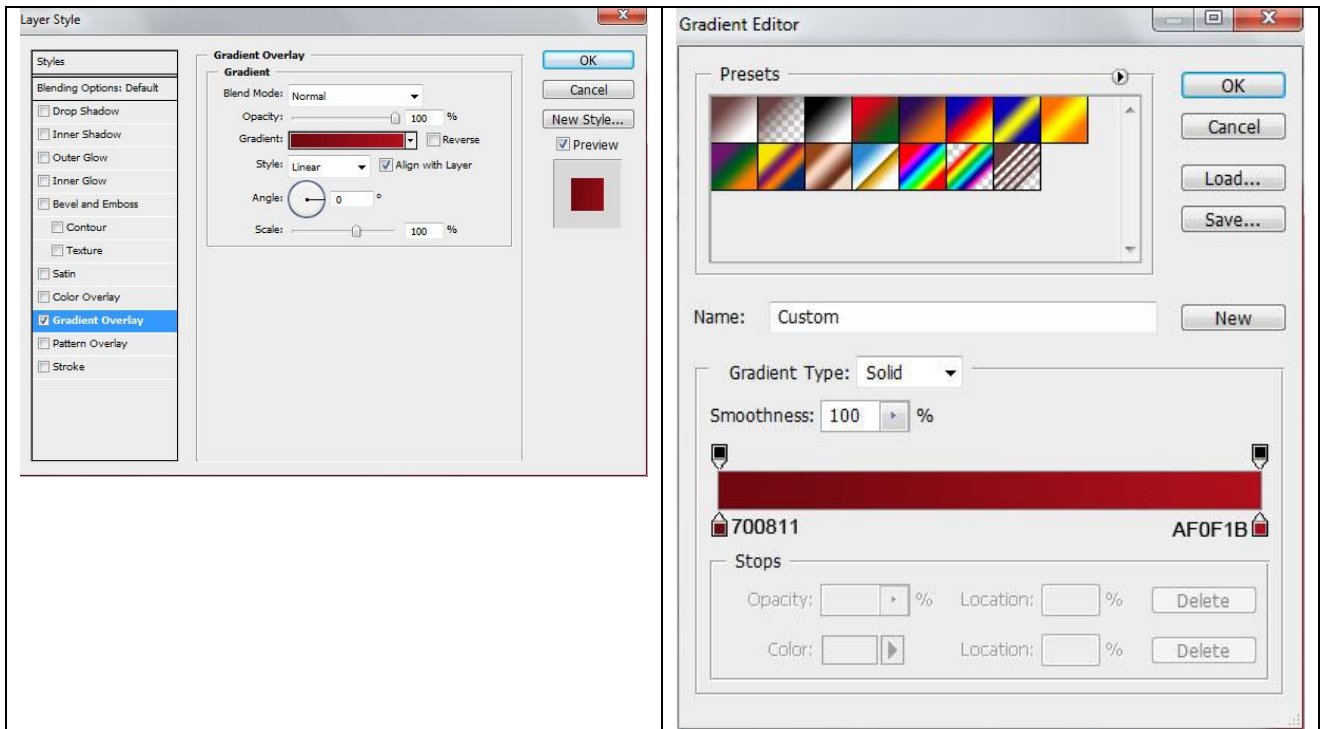 Layer Style
Styles
Blending Options: Default
Drop Shadow
Inner Shadow
Outer Glow
Inner Glow
Bevel and Emboss
Contour
Texture
Satin
Color Overlay
Gradient Overlay
Pattern Overlay
Stroke
Gradient Overlay
Gradient
Blend Mode: Normal
Opacity: 100 %
Gradient: Reverse
Style: Linear Align with Layer
Angle: 0 °
Scale: 100 %
OK
Cancel
New Style...
Preview
Gradient Editor
Presets
OK
Cancel
Load...
Save...
Name: Custom
New
Gradient Type: Solid
Smoothness: 100 %
700811 AF0F1B
Stops
Opacity: % Location: % Delete
Color: Location: % Delete